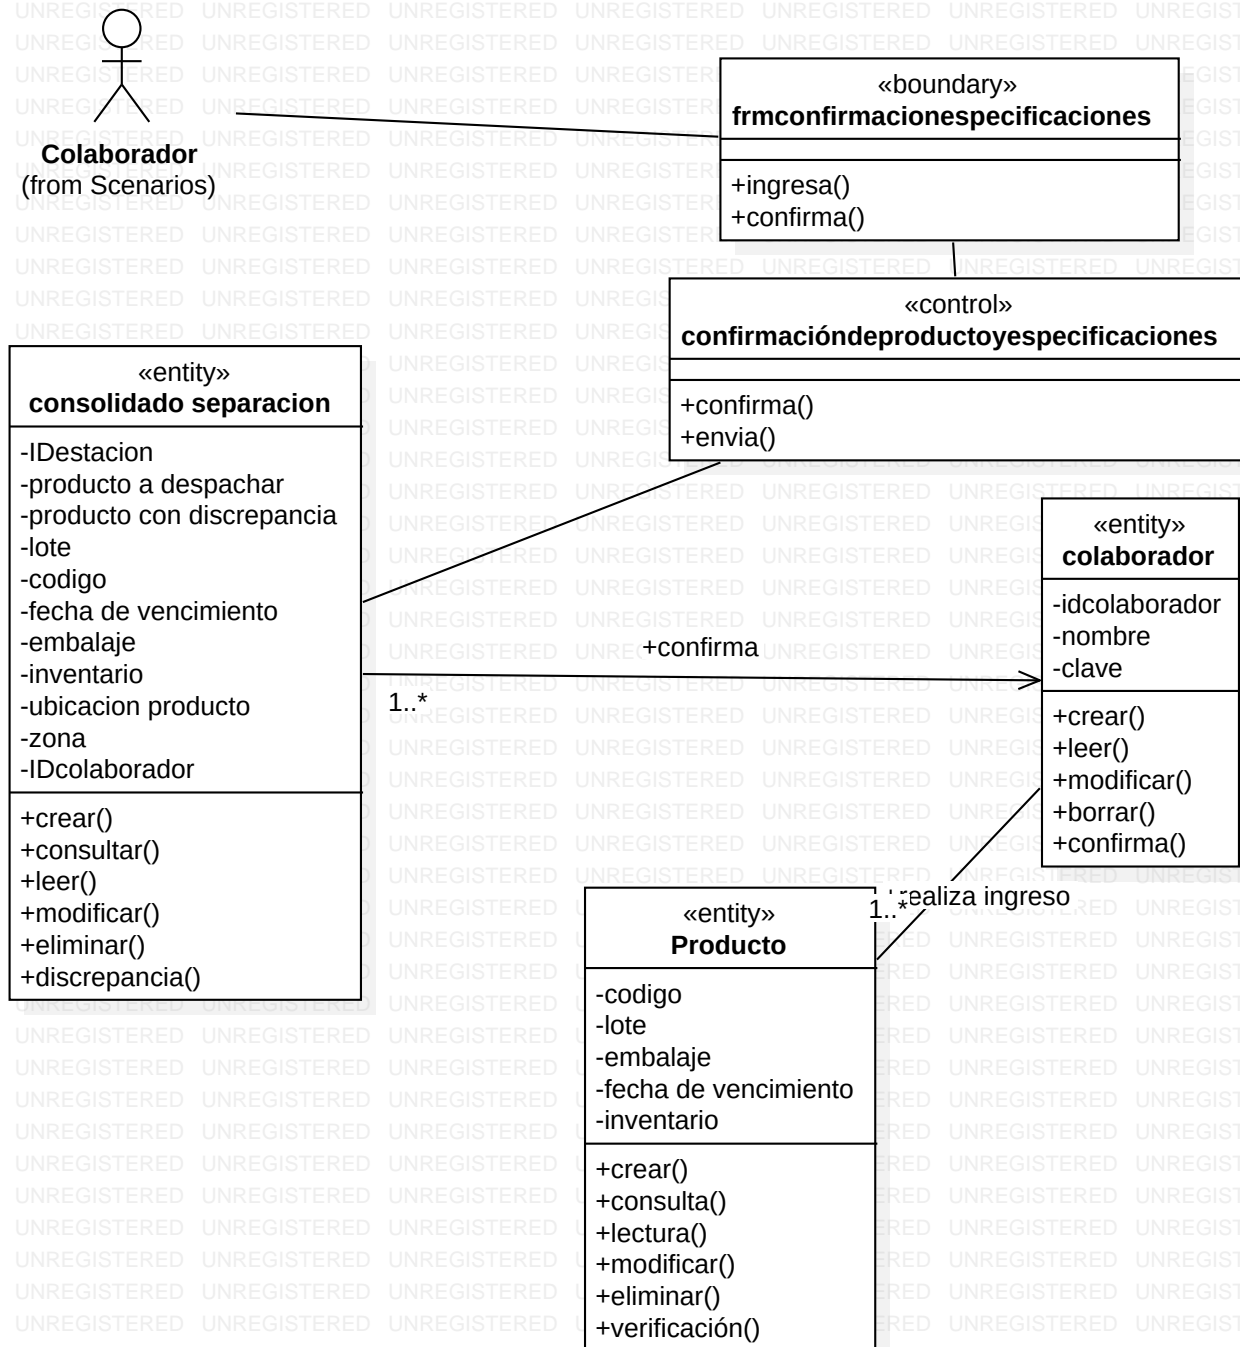 Colaborador
(from Scenarios)
«boundary»
frmconfirmacionespecificaciones
+ingresa()
+confirma()
«control»
confirmacióndeproductoyespecificaciones
+confirma()
+envia()
«entity»
consolidado separacion
-IDestacion
-producto a despachar
-producto con discrepancia
-lote
-codigo
-fecha de vencimiento
-embalaje
-inventario
-ubicacion producto
-zona
-IDcolaborador
+crear()
+consultar()
+leer()
+modificar()
+eliminar()
+discrepancia()
+confirma
1..*
«entity»
colaborador
-idcolaborador
-nombre
-clave
+crear()
+leer()
+modificar()
+borrar()
+confirma()
1..*
realiza ingreso
«entity»
Producto
-codigo
-lote
-embalaje
-fecha de vencimiento
-inventario
+crear()
+consulta()
+lectura()
+modificar()
+eliminar()
+verificación()
UNREGISTERED